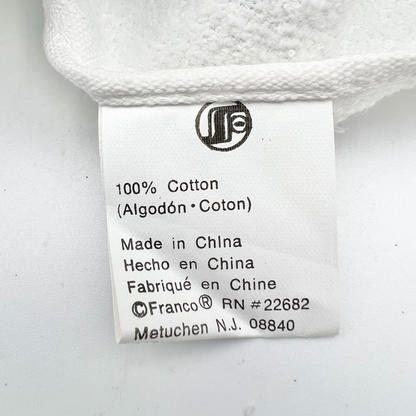 100% Cotton
(Algodón • Coton)
Made in China
Hecho en China
Fabriqué en Chine
©Franco® RN #22682
Metuchen N.J. 08840